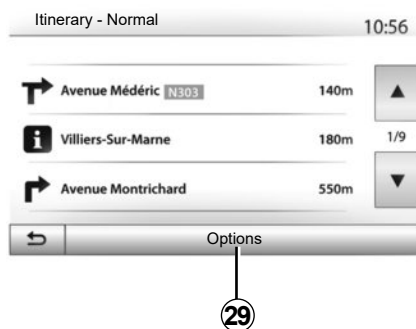 Itinerary - Normal 10:56
Avenue Médéric N303 140m
Villiers-Sur-Marne 180m 1/9
Avenue Montrichard 550m
Options
29